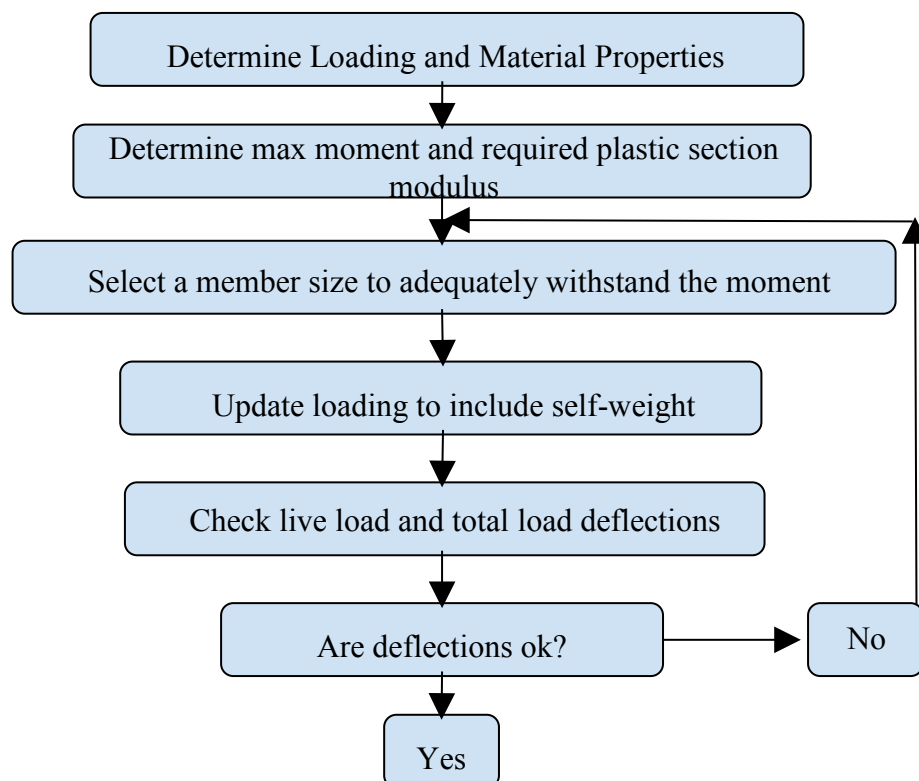 Determine Loading and Material Properties
Determine max moment and required plastic section
modulus
Select a member size to adequately withstand the moment
Update loading to include self-weight
Check live load and total load deflections
Are deflections ok?
No
Yes